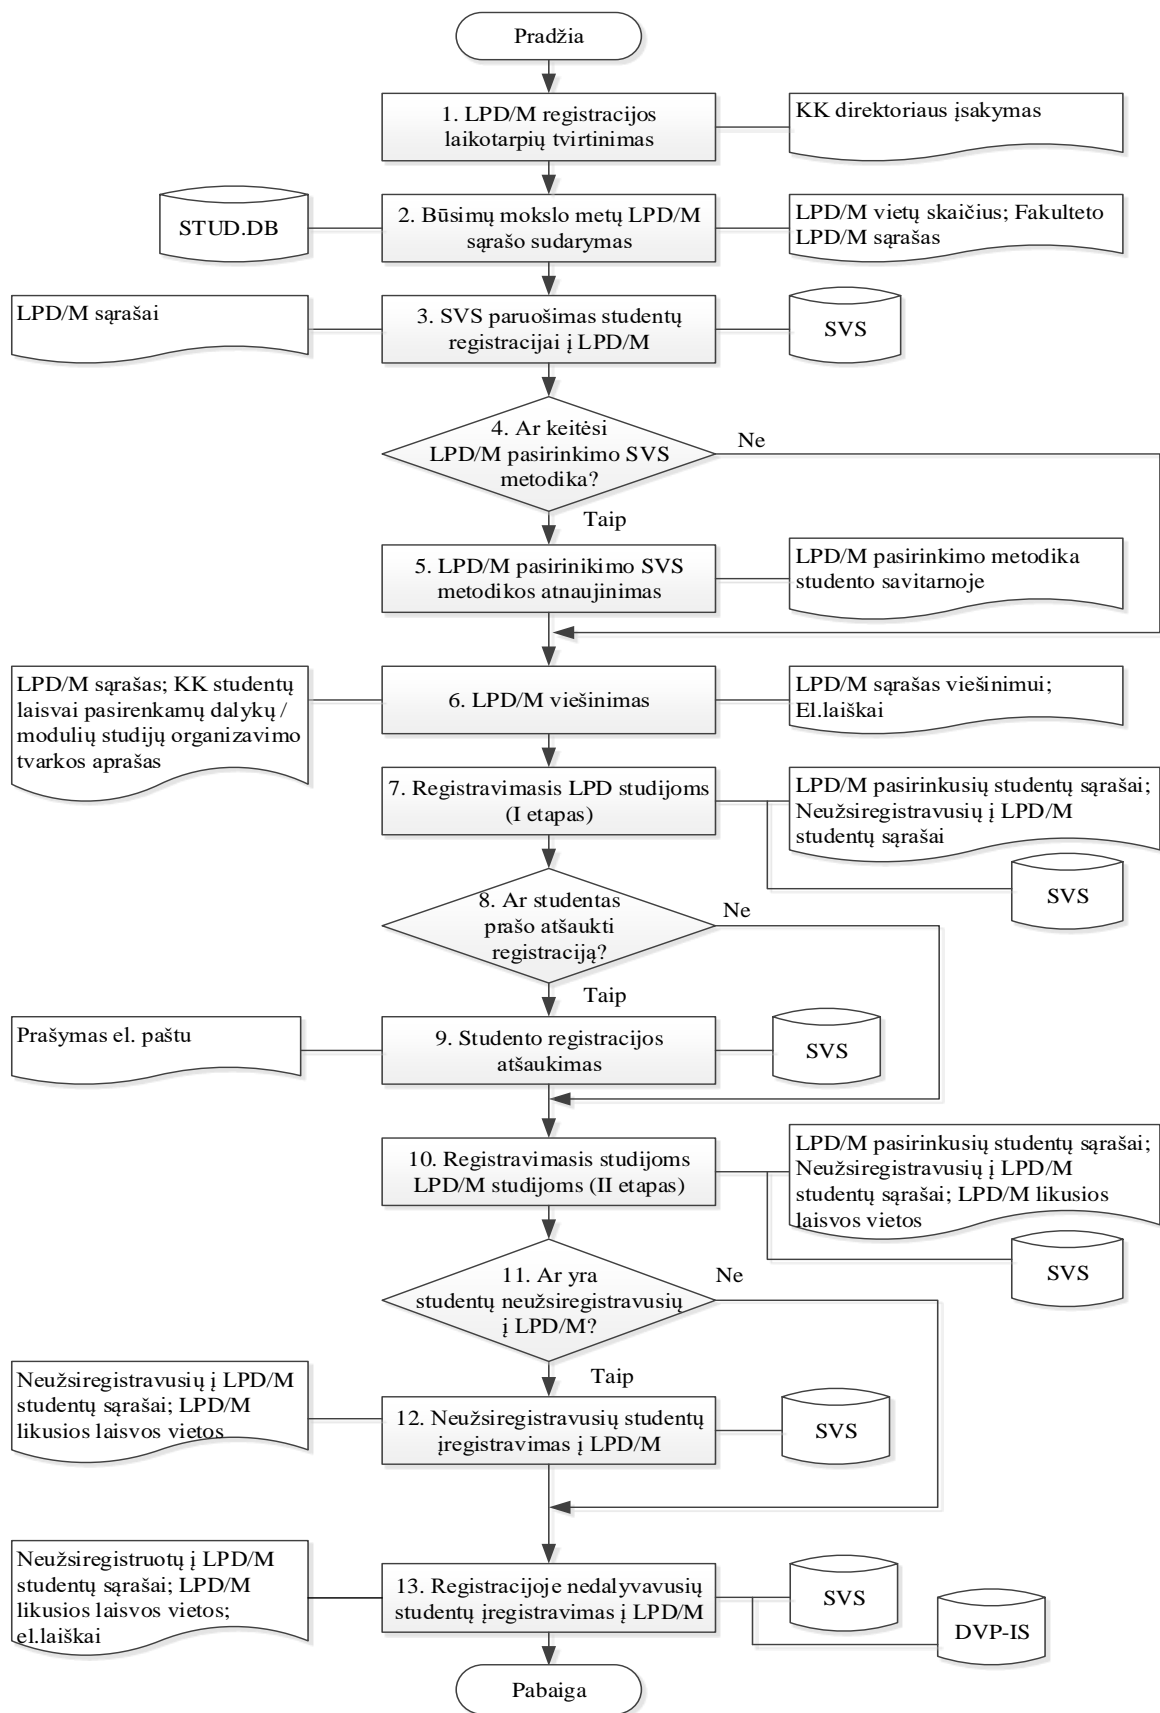 Pradžia
1. LPD/M registracijos
laikotarpių tvirtinimas
KK direktoriaus įsakymas
STUD.DB
2. Būsimų mokslo metų LPD/M
sąrašo sudarymas
LPD/M vietų skaičius; Fakulteto
LPD/M sąrašas
LPD/M sąrašai
3. SVS paruošimas studentų
registracijai į LPD/M
SVS
4. Ar keitėsi
LPD/M pasirinkimo SVS
metodika?
Ne
Taip
5. LPD/M pasirinikimo SVS
metodikos atnaujinimas
LPD/M pasirinkimo metodika
studento savitarnoje
LPD/M sąrašas; KK studentų
laisvai pasirenkamų dalykų /
modulių studijų organizavimo
tvarkos aprašas
6. LPD/M viešinimas
LPD/M sąrašas viešinimui;
El.laiškai
7. Registravimasis LPD studijoms
(I etapas)
LPD/M pasirinkusių studentų sąrašai;
Neužsiregistravusių į LPD/M
studentų sąrašai
SVS
8. Ar studentas
prašo atšaukti
registraciją?
Ne
Taip
Prašymas el. paštu
9. Studento registracijos
atšaukimas
SVS
10. Registravimasis studijoms
LPD/M studijoms (II etapas)
LPD/M pasirinkusių studentų sąrašai;
Neužsiregistravusių į LPD/M
studentų sąrašai; LPD/M likusios
laisvos vietos
SVS
11. Ar yra
studentų neužsiregistravusių
į LPD/M?
Ne
Taip
Neužsiregistravusių į LPD/M
studentų sąrašai; LPD/M
likusios laisvos vietos
12. Neužsiregistravusių studentų
įregistravimas į LPD/M
SVS
Neužsiregistruotų į LPD/M
studentų sąrašai; LPD/M
likusios laisvos vietos;
el.laiškai
13. Registracijoje nedalyvavusių
studentų įregistravimas į LPD/M
SVS
DVP-IS
Pabaiga